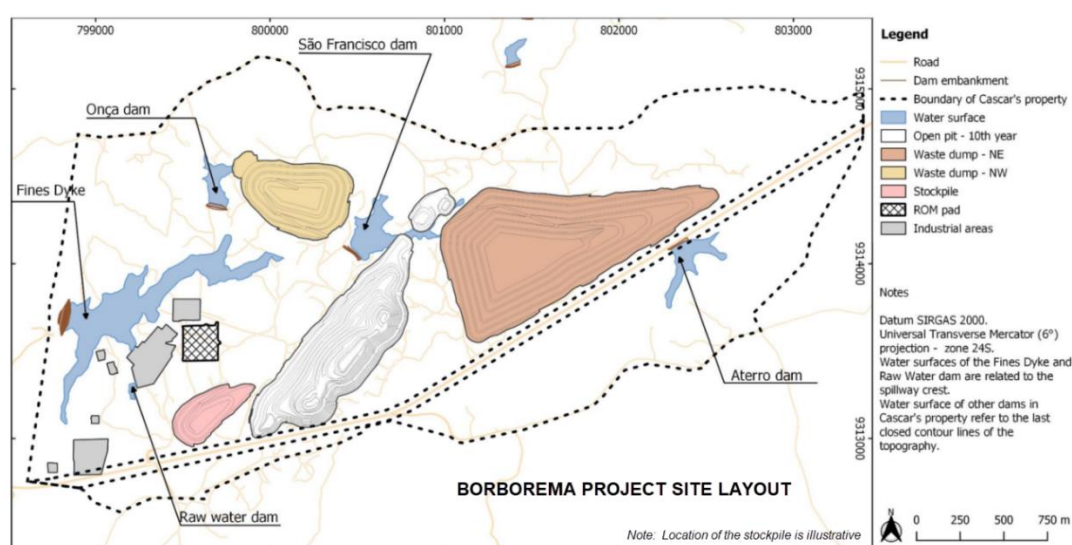 799000
800000
801000
802000
803000
São Francisco dam
Onça dam
Fines Dyke
Aterro dam
Raw water dam
9315000
9314000
9313000
BORBOREMA PROJECT SITE LAYOUT
Note: Location of the stockpile is illustrative
Legend
Road
Dam embankment
Boundary of Cascar's property
Water surface
Open pit - 10th year
Waste dump - NE
Waste dump - NW
Stockpile
ROM pad
Industrial areas
Notes
Datum SIRGAS 2000.
Universal Transverse Mercator (6°)
projection - zone 24S.
Water surfaces of the Fines Dyke and
Raw Water dam are related to the
spillway crest.
Water surface of other dams in
Cascar's property refer to the last
closed contour lines of the
topography.
N
0 250 500 750 m